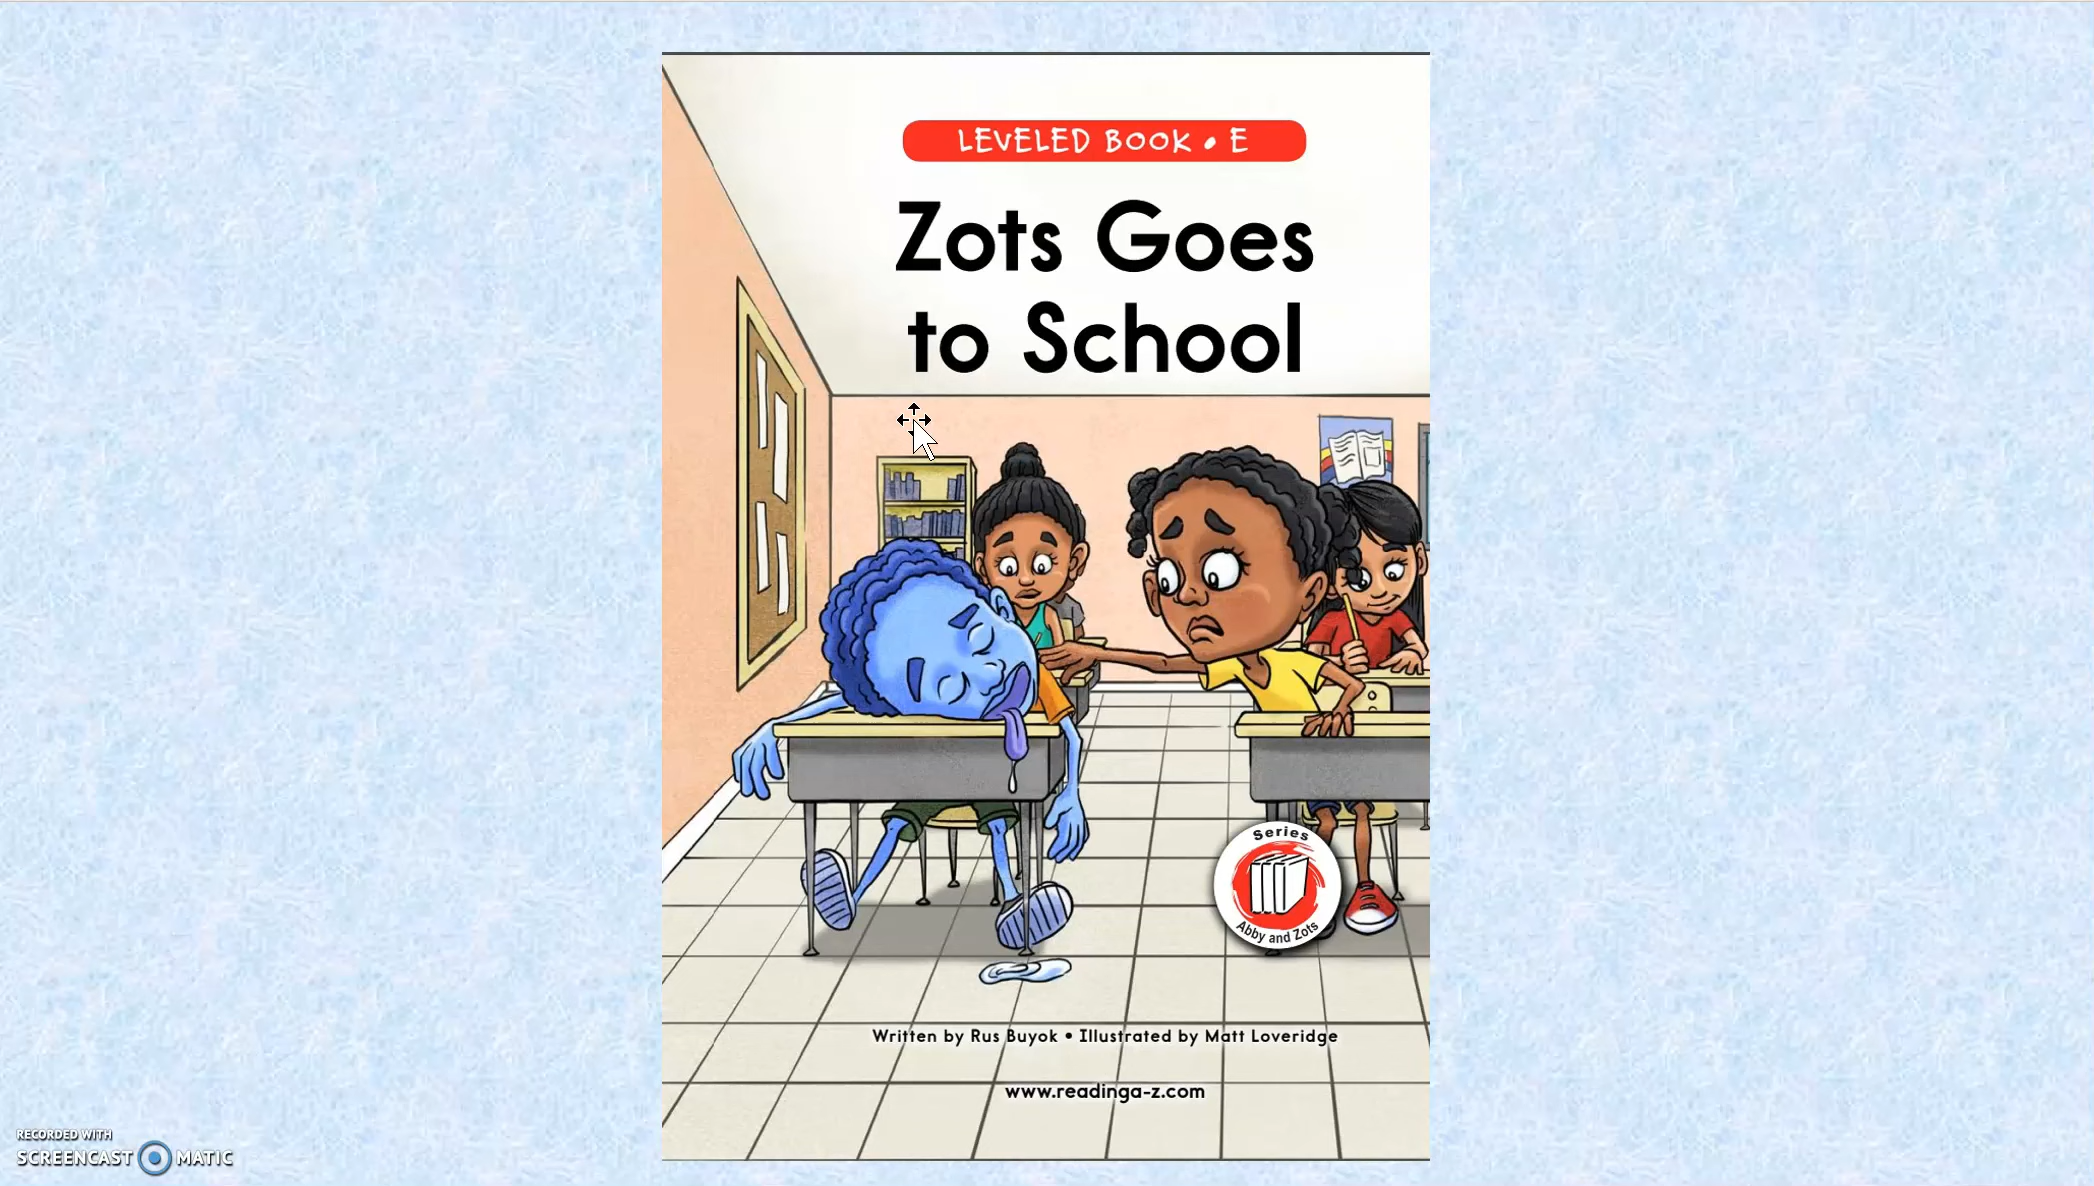 LEVELED BOOK • E
Zots Goes
to School
Series
Abby and Zots
Written by Rus Buyok • Illustrated by Matt Loveridge
www.readinga-z.com
RECORDED WITH
SCREENCAST MATIC